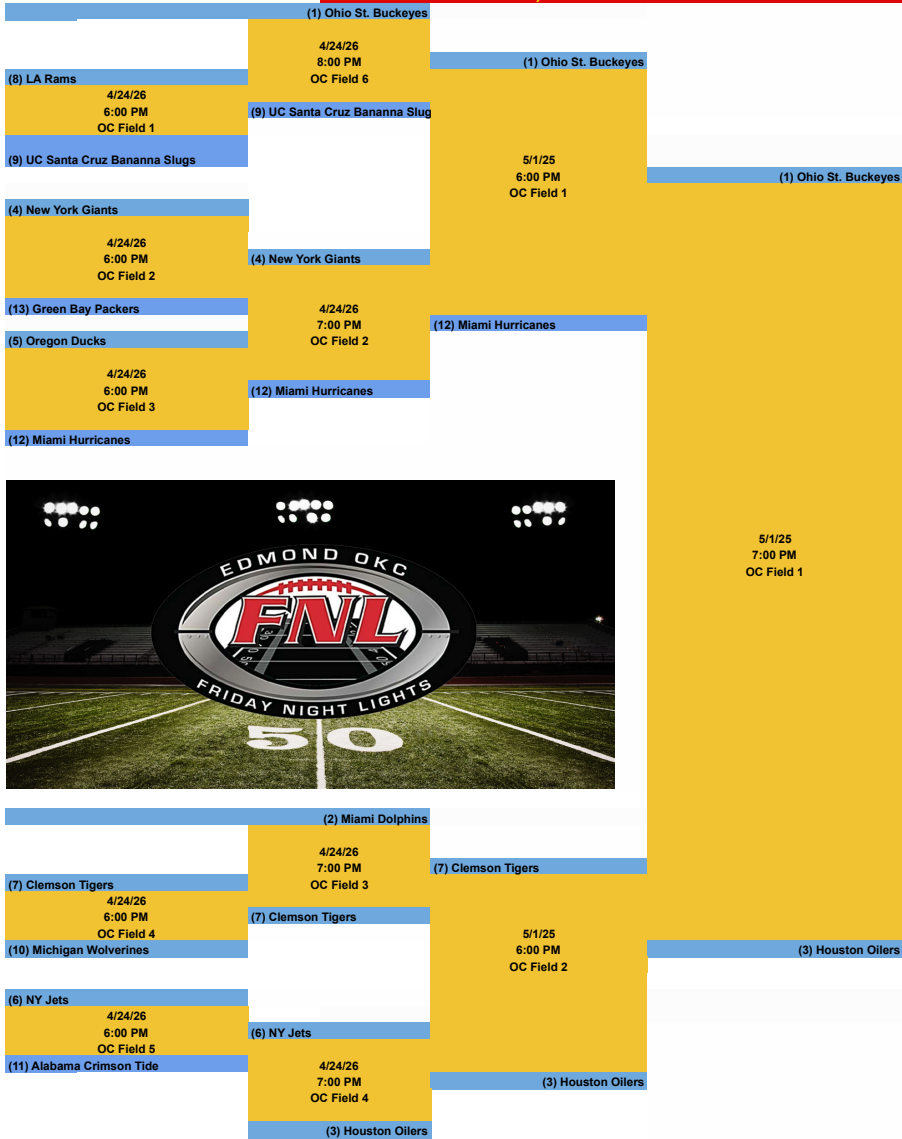 (1) Ohio St. Buckeyes
4/24/26
8:00 PM
OC Field 6
(1) Ohio St. Buckeyes
(8) LA Rams
4/24/26
6:00 PM
OC Field 1
(9) UC Santa Cruz Bananna Slug
(9) UC Santa Cruz Bananna Slugs
5/1/25
6:00 PM
OC Field 1
(1) Ohio St. Buckeyes
(4) New York Giants
4/24/26
6:00 PM
OC Field 2
(4) New York Giants
(13) Green Bay Packers
4/24/26
7:00 PM
OC Field 2
(12) Miami Hurricanes
(5) Oregon Ducks
4/24/26
6:00 PM
OC Field 3
(12) Miami Hurricanes
(12) Miami Hurricanes
EDMOND OKC
FNL
FRIDAY NIGHT LIGHTS
50
5/1/25
7:00 PM
OC Field 1
(2) Miami Dolphins
4/24/26
7:00 PM
OC Field 3
(7) Clemson Tigers
(7) Clemson Tigers
4/24/26
6:00 PM
OC Field 4
(7) Clemson Tigers
(10) Michigan Wolverines
5/1/25
6:00 PM
OC Field 2
(3) Houston Oilers
(6) NY Jets
4/24/26
6:00 PM
OC Field 5
(6) NY Jets
(11) Alabama Crimson Tide
4/24/26
7:00 PM
OC Field 4
(3) Houston Oilers
(3) Houston Oilers